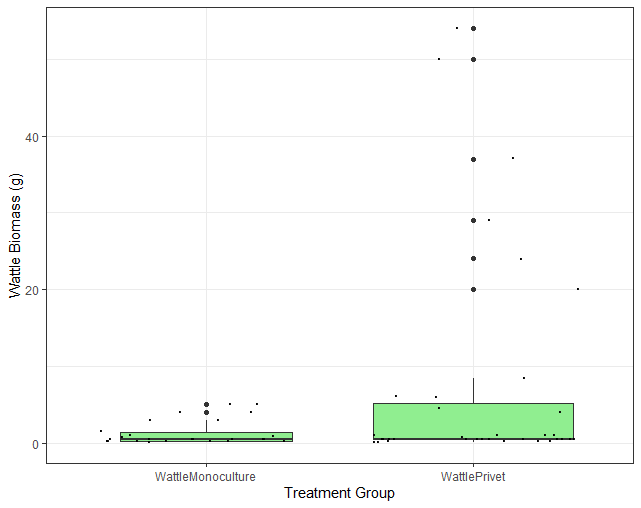 Wattle Biomass (g)
40
20
0
WattleMonoculture
WattlePrivet
Treatment Group